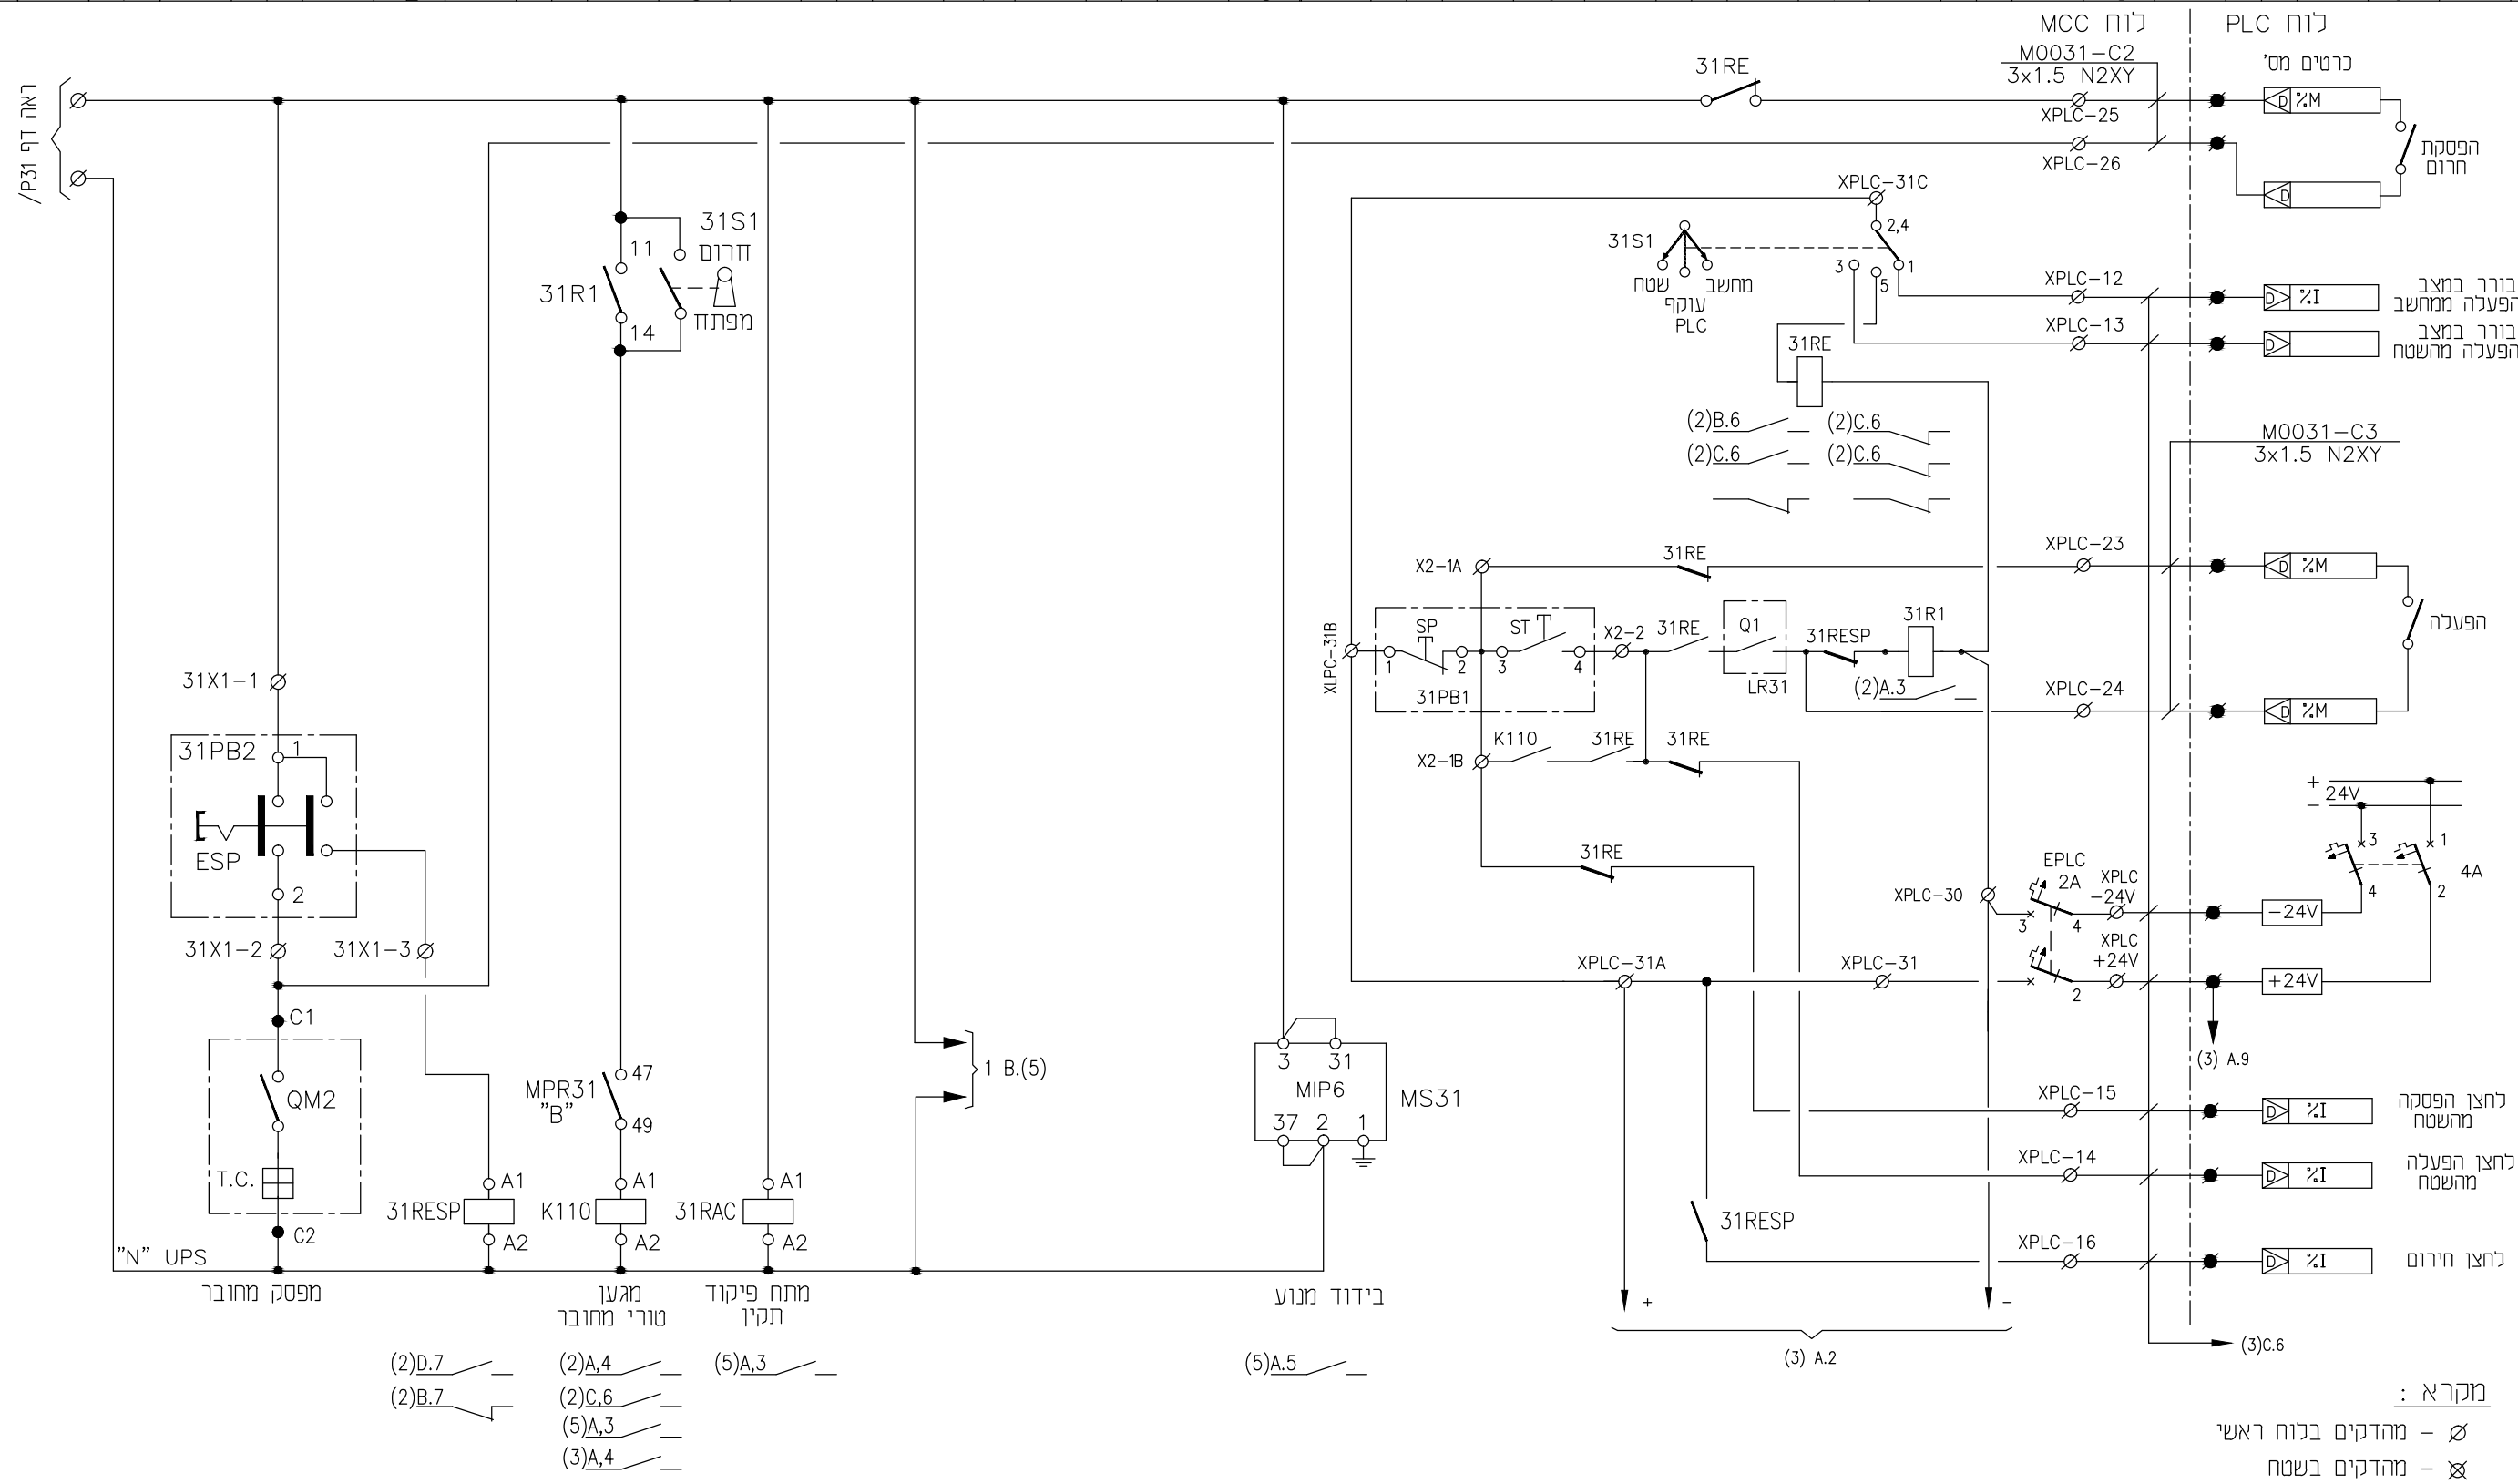 לוח MCC
לוח PLC
M0031-C2
3x1.5 N2XY
כרטים מס'
31RE
ראה דף P31/
XPLC-25
%M
D
XPLC-26
D
הפסקת
חרום
XPLC-31C
31S1
חרום
מפתח
11
31R1
14
31S1
שטח
עוקף
PLC
מחשב
2,4
3
5
1
XPLC-12
D
%I
בורר במצב
הפעלה ממחשב
XPLC-13
D
בורר במצב
הפעלה מהשטח
31RE
(2)B.6
(2)C.6
(2)C.6
(2)C.6
M0031-C3
3x1.5 N2XY
X2-1A
31RE
XPLC-23
D
%M
XLPC-31B
SP
ST
1
2
3
4
31PB1
X2-2
31RE
Q1
LR31
31RESP
31R1
(2)A.3
הפעלה
XPLC-24
D
%M
31X1-1
31PB2
1
ESP
2
X2-1B
K110
31RE
31RE
31RE
+
24V
-
3
4
1
2
4A
31X1-2
31X1-3
XPLC-30
EPLC
2A
3
4
XPLC
-24V
-24V
XPLC-31A
XPLC-31
2
XPLC
+24V
+24V
(3) A.9
C1
QM2
T.C.
C2
MPR31
"B"
47
49
1 B.(5)
3
31
MIP6
37
2
1
MS31
XPLC-15
D
%I
לחצן הפסקה
מהשטח
XPLC-14
D
%I
לחצן הפעלה
מהשטח
A1
31RESP
A2
A1
K110
A2
A1
31RAC
A2
31RESP
XPLC-16
D
%I
לחצן חירום
"N" UPS
מפסק מחובר
מגען
טורי מחובר
מתח פיקוד
תקין
בידוד מנוע
+
-
(3) A.2
(3)C.6
(2)D.7
(2)B.7
(2)A,4
(2)C,6
(5)A,3
(3)A,4
(5)A,3
(5)A.5
מקרא :
- מהדקים בלוח ראשי
- מהדקים בשטח